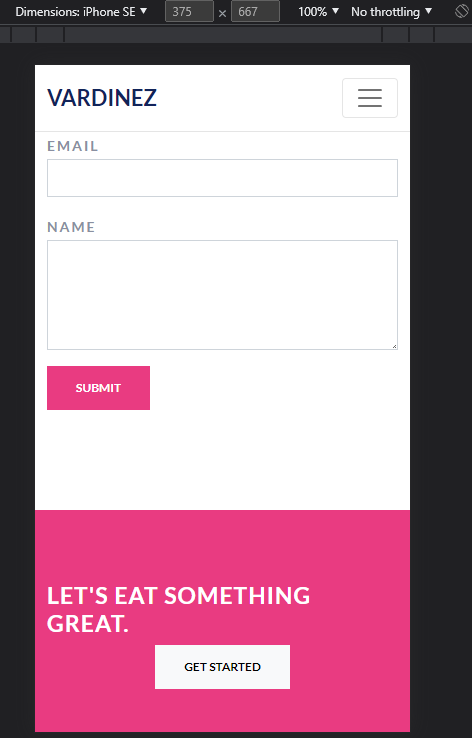 Dimensions: iPhone SE ▼ 375 × 667 100% ▼ No throttling ▼
VARDINEZ
EMAIL
NAME
SUBMIT
LET'S EAT SOMETHING
GREAT.
GET STARTED